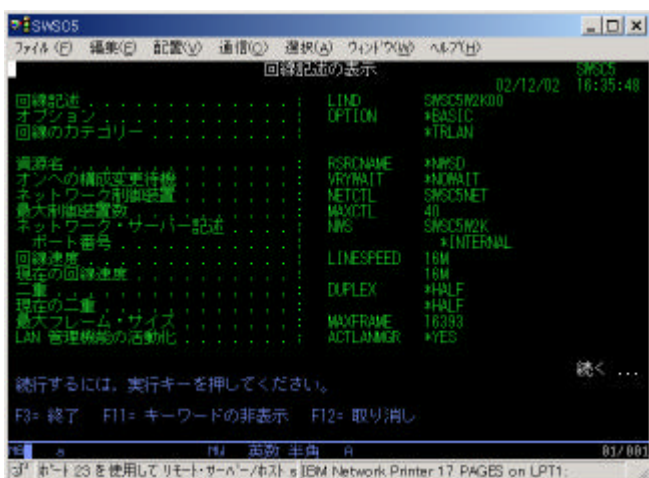 SWSO5
ファイル(F) 編集(E) 配置(V) 通信(C) 選択(A) ウィンドウ(W) ヘルプ(H)
回線記述の表示 SWSC5
02/12/02 16:35:48
回線記述 . . . . . . . . . . . . . : LIND SWSC5W2K00
オプション . . . . . . . . . . . . : OPTION *BASIC
回線のカテゴリー . . . . . . . . . : *TRLAN
資源名 . . . . . . . . . . . . . . : RSRCNAME *NWSD
オンへの構成変更待機 . . . . . . . : VRYWAIT *NOWAIT
ネットワーク制御装置 . . . . . . . : NETCTL SWSC5NET
最大制御装置数 . . . . . . . . . . : MAXCTL 40
ネットワーク・サーバー記述 . . . . : NWS SWSC5W2K
ポート番号 . . . . . . . . . . . : *INTERNAL
回線速度 . . . . . . . . . . . . . : LINESPEED 16M
現在の回線速度 . . . . . . . . . . : 16M
二重 . . . . . . . . . . . . . . . : DUPLEX *HALF
現在の二重 . . . . . . . . . . . . : *HALF
最大フレーム・サイズ . . . . . . . : MAXFRAME 16393
LAN 管理機能の活動化 . . . . . . . : ACTLANMGR *YES
続く ...
続行するには，実行キーを押してください。
F3= 終了 F11= キーワードの非表示 F12= 取り消し
a MW 英数 半角 A 01/001
ポート 23 を使用して リモート・サーバー/ホスト s IBM Network Printer 17 PAGES on LPT1: